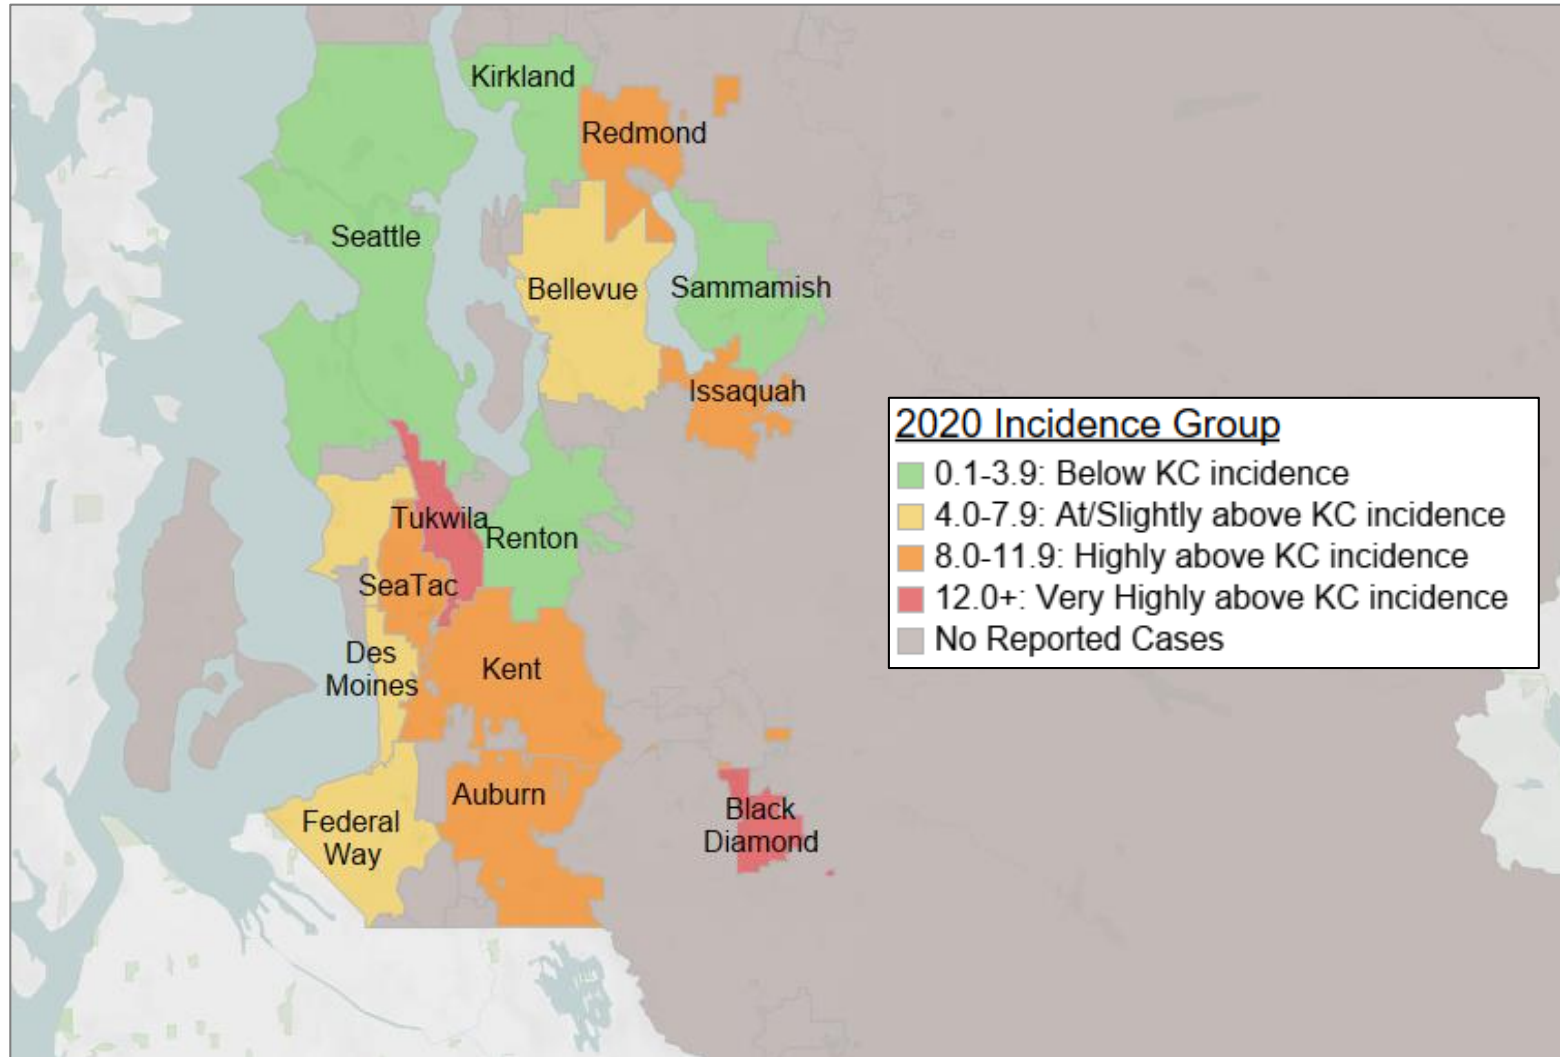 Kirkland
Redmond
Seattle
Bellevue
Sammamish
Issaquah
2020 Incidence Group
0.1-3.9: Below KC incidence
4.0-7.9: At/Slightly above KC incidence
8.0-11.9: Highly above KC incidence
12.0+: Very Highly above KC incidence
No Reported Cases
Tukwila
Renton
SeaTac
Des
Moines
Kent
Auburn
Black
Diamond
Federal
Way